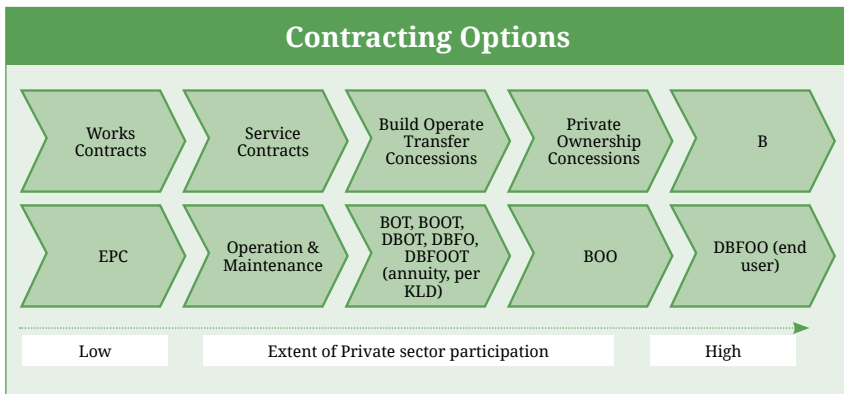 Contracting Options
Works
Contracts
Service
Contracts
Build Operate
Transfer
Concessions
Private
Ownership
Concessions
B
EPC
Operation &
Maintenance
BOT, BOOT,
DBOT, DBFO,
DBFOOT
(annuity, per
KLD)
BOO
DBFOO (end
user)
Low
Extent of Private sector participation
High